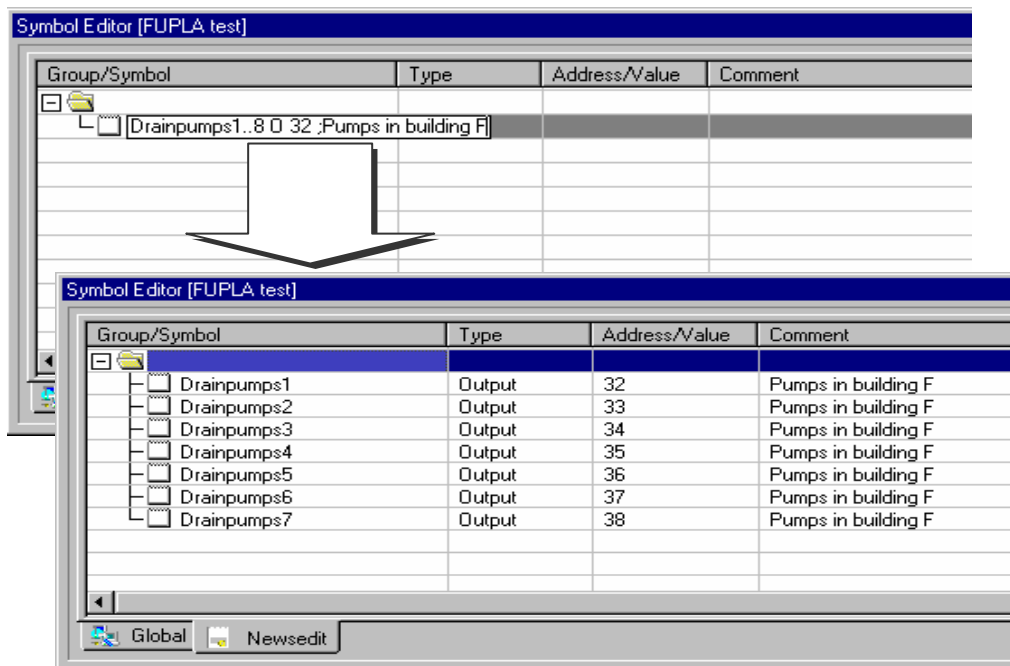 Symbol Editor [FUPLA test]
Group/Symbol Type Address/Value Comment
Drainpumps1..8 O 32 ;Pumps in building F
Symbol Editor [FUPLA test]
Group/Symbol Type Address/Value Comment
Drainpumps1 Output 32 Pumps in building F
Drainpumps2 Output 33 Pumps in building F
Drainpumps3 Output 34 Pumps in building F
Drainpumps4 Output 35 Pumps in building F
Drainpumps5 Output 36 Pumps in building F
Drainpumps6 Output 37 Pumps in building F
Drainpumps7 Output 38 Pumps in building F
Global Newsedit